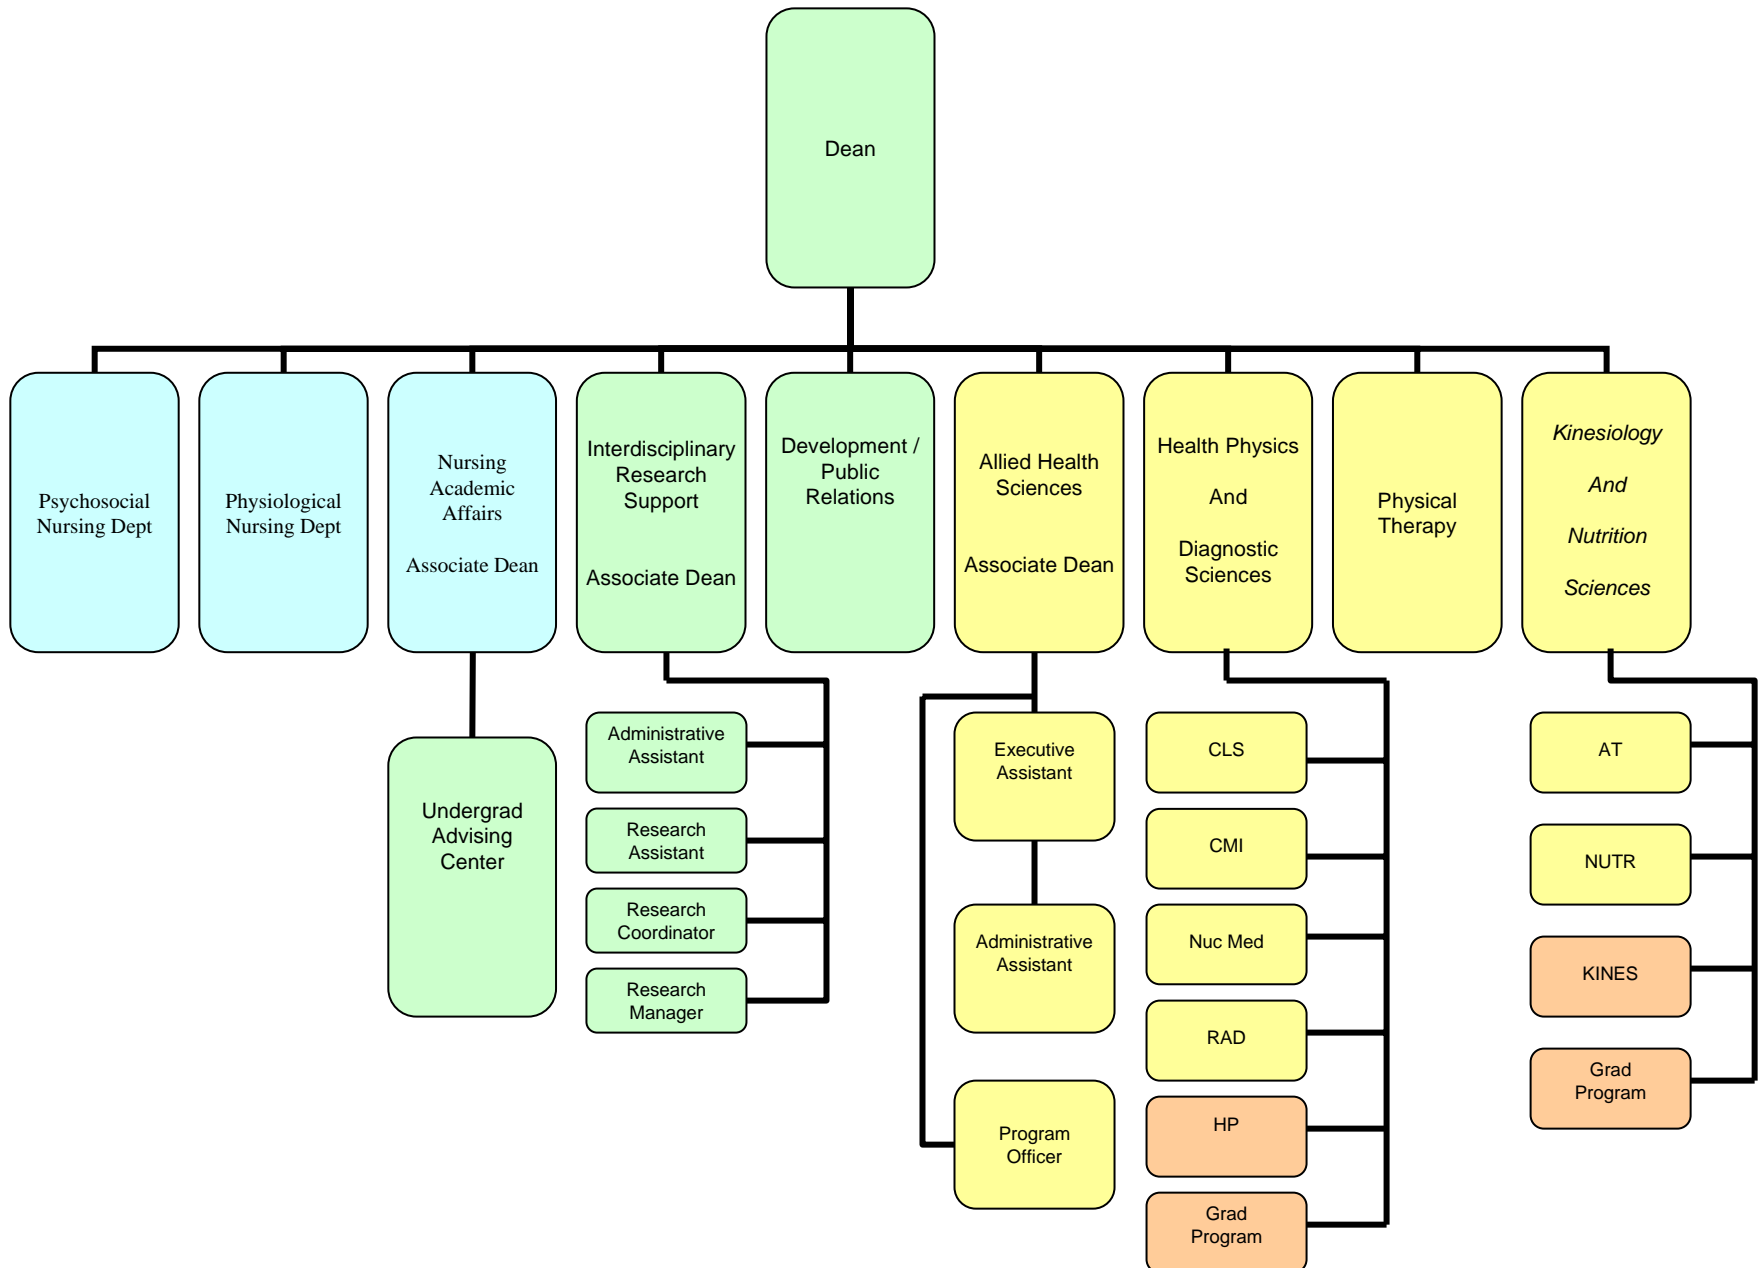 Dean
Psychosocial
Nursing Dept
Physiological
Nursing Dept
Nursing
Academic
Affairs
Associate Dean
Interdisciplinary
Research
Support
Associate Dean
Development /
Public
Relations
Allied Health
Sciences
Associate Dean
Health Physics
And
Diagnostic
Sciences
Physical
Therapy
Kinesiology
And
Nutrition
Sciences
Undergrad
Advising
Center
Administrative
Assistant
Research
Assistant
Research
Coordinator
Research
Manager
Executive
Assistant
Administrative
Assistant
Program
Officer
CLS
CMI
Nuc Med
RAD
HP
Grad
Program
AT
NUTR
KINES
Grad
Program